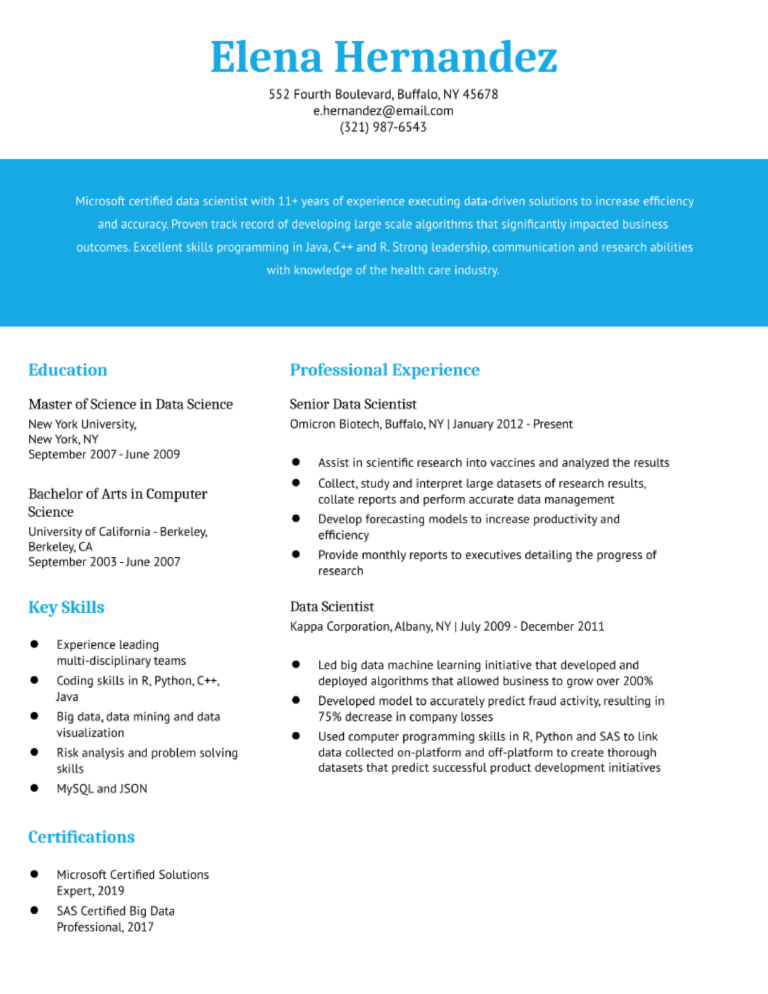 Elena Hernandez
552 Fourth Boulevard, Buffalo, NY 45678
e.hernandez@email.com
(321) 987-6543
Microsoft certified data scientist with 11+ years of experience executing data-driven solutions to increase efficiency
and accuracy. Proven track record of developing large scale algorithms that significantly impacted business
outcomes. Excellent skills programming in Java, C++ and R. Strong leadership, communication and research abilities
with knowledge of the health care industry.
Education
Master of Science in Data Science
New York University,
New York, NY
September 2007 - June 2009
Bachelor of Arts in Computer
Science
University of California - Berkeley,
Berkeley, CA
September 2003 - June 2007
Key Skills
● Experience leading
multi-disciplinary teams
● Coding skills in R, Python, C++,
Java
● Big data, data mining and data
visualization
● Risk analysis and problem solving
skills
● MySQL and JSON
Certifications
● Microsoft Certified Solutions
Expert, 2019
● SAS Certified Big Data
Professional, 2017
Professional Experience
Senior Data Scientist
Omicron Biotech, Buffalo, NY | January 2012 - Present
● Assist in scientific research into vaccines and analyzed the results
● Collect, study and interpret large datasets of research results,
collate reports and perform accurate data management
● Develop forecasting models to increase productivity and
efficiency
● Provide monthly reports to executives detailing the progress of
research
Data Scientist
Kappa Corporation, Albany, NY | July 2009 - December 2011
● Led big data machine learning initiative that developed and
deployed algorithms that allowed business to grow over 200%
● Developed model to accurately predict fraud activity, resulting in
75% decrease in company losses
● Used computer programming skills in R, Python and SAS to link
data collected on-platform and off-platform to create thorough
datasets that predict successful product development initiatives